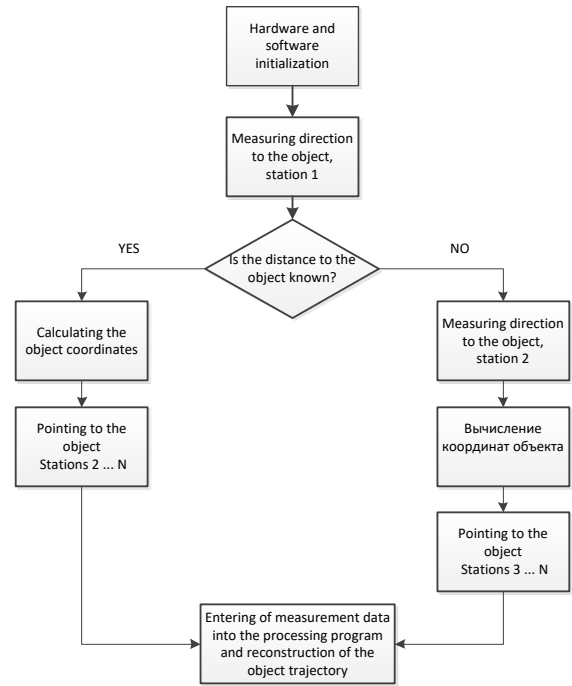 Hardware and
software
initialization
Measuring direction
to the object,
station 1
Is the distance to the
object known?
YES
NO
Calculating the
object coordinates
Pointing to the
object
Stations 2 ... N
Measuring direction
to the object,
station 2
Вычисление
координат объекта
Pointing to the
object
Stations 3 ... N
Entering of measurement data
into the processing program
and reconstruction of the
object trajectory